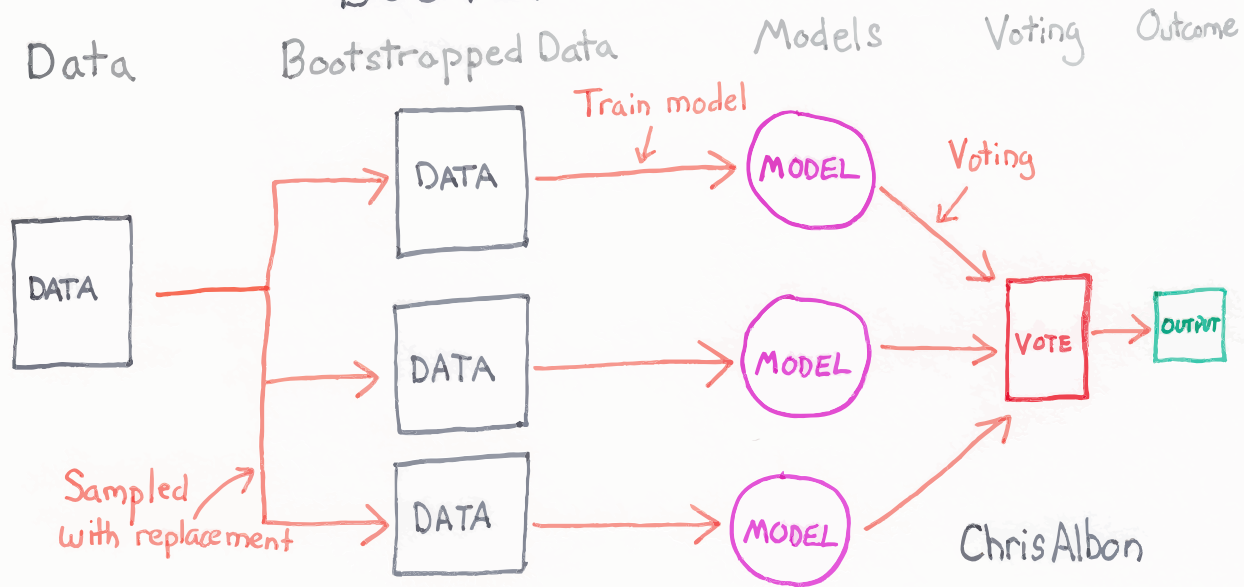 Data
Bootstrapped Data
Models
Voting
Outcome
Train model
Voting
DATA
DATA
DATA
DATA
MODEL
MODEL
MODEL
VOTE
OUTPUT
Sampled
with replacement
Chris Albon